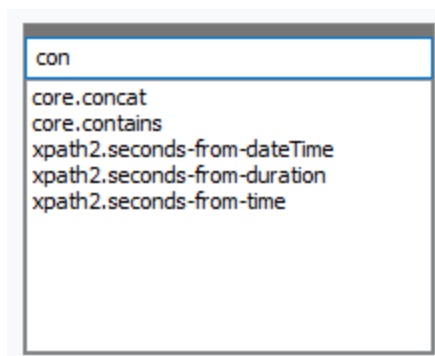 con
core.concat
core.contains
xpath2.seconds-from-dateTime
xpath2.seconds-from-duration
xpath2.seconds-from-time